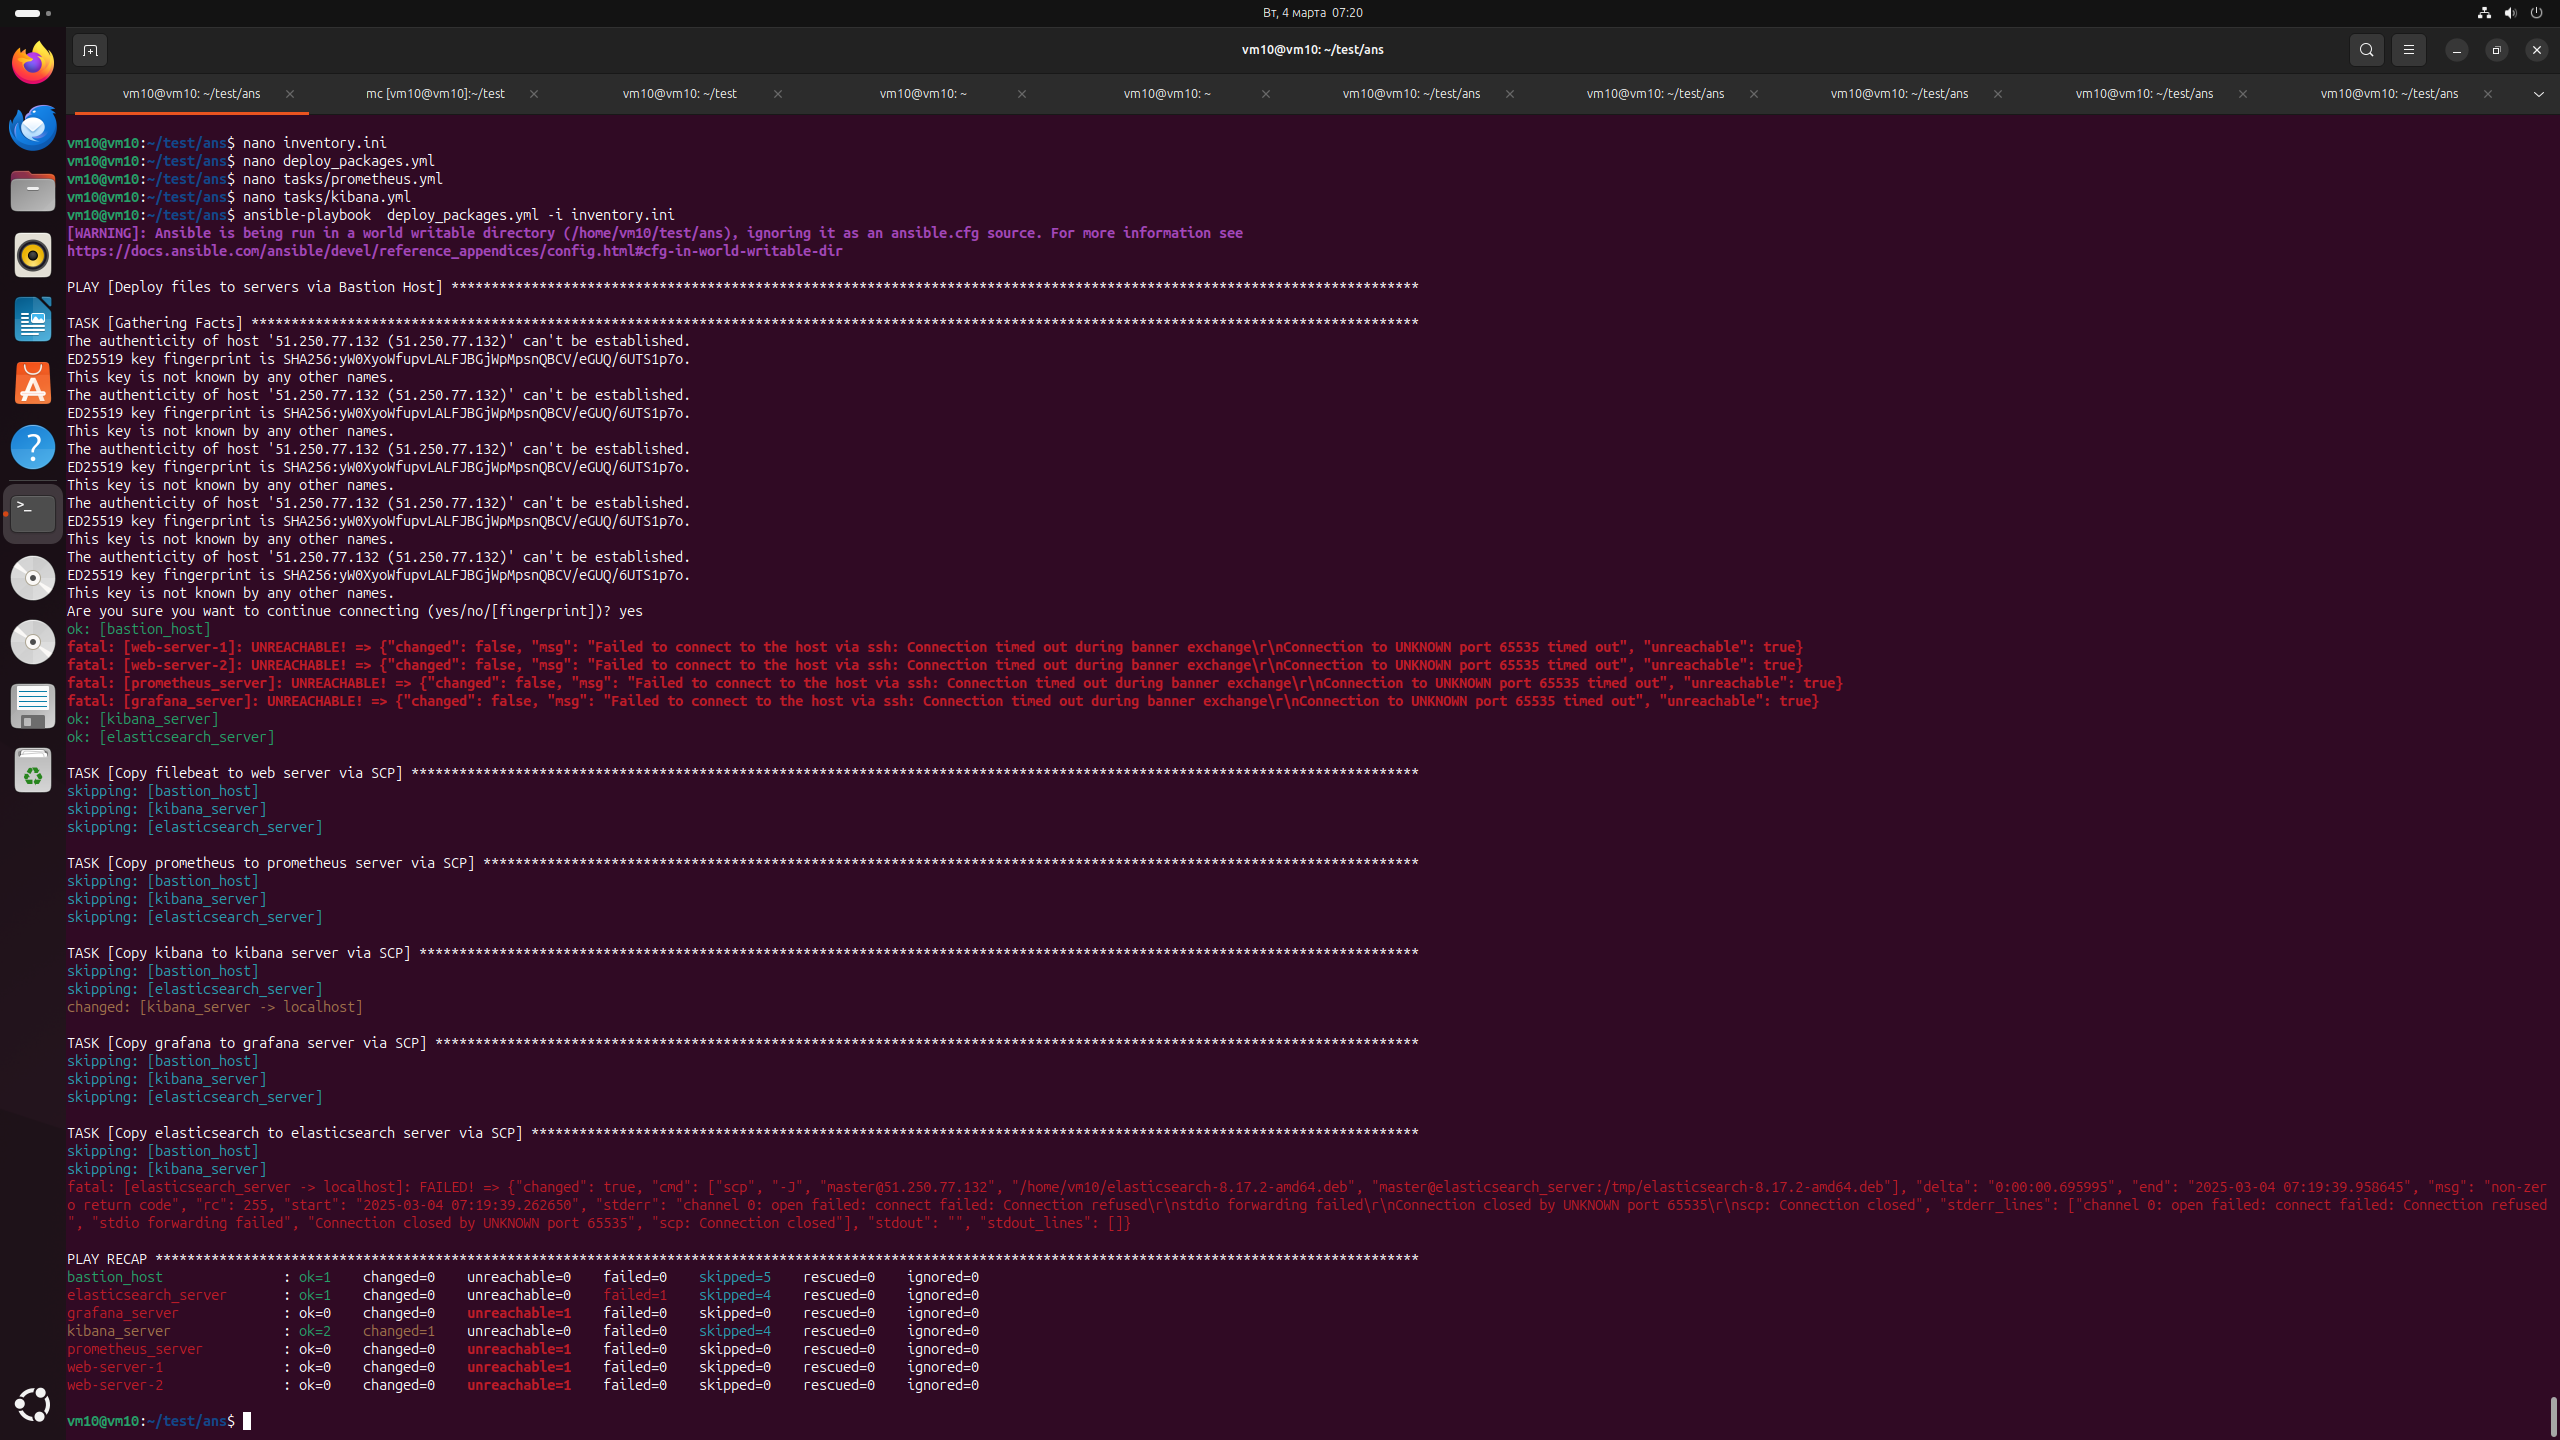 Вт, 4 марта 07:20
vm10@vm10: ~/test/ans
vm10@vm10: ~/test/ans
mc [vm10@vm10]:~/test
vm10@vm10: ~/test
vm10@vm10: ~
vm10@vm10: ~
vm10@vm10: ~/test/ans
vm10@vm10: ~/test/ans
vm10@vm10: ~/test/ans
vm10@vm10: ~/test/ans
vm10@vm10: ~/test/ans
vm10@vm10:~/test/ans$ nano inventory.ini
vm10@vm10:~/test/ans$ nano deploy_packages.yml
vm10@vm10:~/test/ans$ nano tasks/prometheus.yml
vm10@vm10:~/test/ans$ nano tasks/kibana.yml
vm10@vm10:~/test/ans$ ansible-playbook  deploy_packages.yml -i inventory.ini
[WARNING]: Ansible is being run in a world writable directory (/home/vm10/test/ans), ignoring it as an ansible.cfg source. For more information see
https://docs.ansible.com/ansible/devel/reference_appendices/config.html#cfg-in-world-writable-dir
PLAY [Deploy files to servers via Bastion Host] *************************************************************************************************************************
TASK [Gathering Facts] **************************************************************************************************************************************************
The authenticity of host '51.250.77.132 (51.250.77.132)' can't be established.
ED25519 key fingerprint is SHA256:yW0XyoWfupvLALFJBGjWpMpsnQBCV/eGUQ/6UTS1p7o.
This key is not known by any other names.
The authenticity of host '51.250.77.132 (51.250.77.132)' can't be established.
ED25519 key fingerprint is SHA256:yW0XyoWfupvLALFJBGjWpMpsnQBCV/eGUQ/6UTS1p7o.
This key is not known by any other names.
The authenticity of host '51.250.77.132 (51.250.77.132)' can't be established.
ED25519 key fingerprint is SHA256:yW0XyoWfupvLALFJBGjWpMpsnQBCV/eGUQ/6UTS1p7o.
This key is not known by any other names.
The authenticity of host '51.250.77.132 (51.250.77.132)' can't be established.
ED25519 key fingerprint is SHA256:yW0XyoWfupvLALFJBGjWpMpsnQBCV/eGUQ/6UTS1p7o.
This key is not known by any other names.
The authenticity of host '51.250.77.132 (51.250.77.132)' can't be established.
ED25519 key fingerprint is SHA256:yW0XyoWfupvLALFJBGjWpMpsnQBCV/eGUQ/6UTS1p7o.
This key is not known by any other names.
Are you sure you want to continue connecting (yes/no/[fingerprint])? yes
ok: [bastion_host]
fatal: [web-server-1]: UNREACHABLE! => {"changed": false, "msg": "Failed to connect to the host via ssh: Connection timed out during banner exchange\r\nConnection to UNKNOWN port 65535 timed out", "unreachable": true}
fatal: [web-server-2]: UNREACHABLE! => {"changed": false, "msg": "Failed to connect to the host via ssh: Connection timed out during banner exchange\r\nConnection to UNKNOWN port 65535 timed out", "unreachable": true}
fatal: [prometheus_server]: UNREACHABLE! => {"changed": false, "msg": "Failed to connect to the host via ssh: Connection timed out during banner exchange\r\nConnection to UNKNOWN port 65535 timed out", "unreachable": true}
fatal: [grafana_server]: UNREACHABLE! => {"changed": false, "msg": "Failed to connect to the host via ssh: Connection timed out during banner exchange\r\nConnection to UNKNOWN port 65535 timed out", "unreachable": true}
ok: [kibana_server]
ok: [elasticsearch_server]
TASK [Copy filebeat to web server via SCP] ******************************************************************************************************************************
skipping: [bastion_host]
skipping: [kibana_server]
skipping: [elasticsearch_server]
TASK [Copy prometheus to prometheus server via SCP] *********************************************************************************************************************
skipping: [bastion_host]
skipping: [kibana_server]
skipping: [elasticsearch_server]
TASK [Copy kibana to kibana server via SCP] *****************************************************************************************************************************
skipping: [bastion_host]
skipping: [elasticsearch_server]
changed: [kibana_server -> localhost]
TASK [Copy grafana to grafana server via SCP] ***************************************************************************************************************************
skipping: [bastion_host]
skipping: [kibana_server]
skipping: [elasticsearch_server]
TASK [Copy elasticsearch to elasticsearch server via SCP] ***************************************************************************************************************
skipping: [bastion_host]
skipping: [kibana_server]
fatal: [elasticsearch_server -> localhost]: FAILED! => {"changed": true, "cmd": ["scp", "-J", "master@51.250.77.132", "/home/vm10/elasticsearch-8.17.2-amd64.deb", "master@elasticsearch_server:/tmp/elasticsearch-8.17.2-amd64.deb"], "delta": "0:00:00.695995", "end": "2025-03-04 07:19:39.958645", "msg": "non-zer
o return code", "rc": 255, "start": "2025-03-04 07:19:39.262650", "stderr": "channel 0: open failed: connect failed: Connection refused\r\nstdio forwarding failed\r\nConnection closed by UNKNOWN port 65535\r\nscp: Connection closed", "stderr_lines": ["channel 0: open failed: connect failed: Connection refused
", "stdio forwarding failed", "Connection closed by UNKNOWN port 65535", "scp: Connection closed"], "stdout": "", "stdout_lines": []}
PLAY RECAP **************************************************************************************************************************************************************
bastion_host               : ok=1    changed=0    unreachable=0    failed=0    skipped=5    rescued=0    ignored=0
elasticsearch_server       : ok=1    changed=0    unreachable=0    failed=1    skipped=4    rescued=0    ignored=0
grafana_server             : ok=0    changed=0    unreachable=1    failed=0    skipped=0    rescued=0    ignored=0
kibana_server              : ok=2    changed=1    unreachable=0    failed=0    skipped=4    rescued=0    ignored=0
prometheus_server          : ok=0    changed=0    unreachable=1    failed=0    skipped=0    rescued=0    ignored=0
web-server-1               : ok=0    changed=0    unreachable=1    failed=0    skipped=0    rescued=0    ignored=0
web-server-2               : ok=0    changed=0    unreachable=1    failed=0    skipped=0    rescued=0    ignored=0
vm10@vm10:~/test/ans$